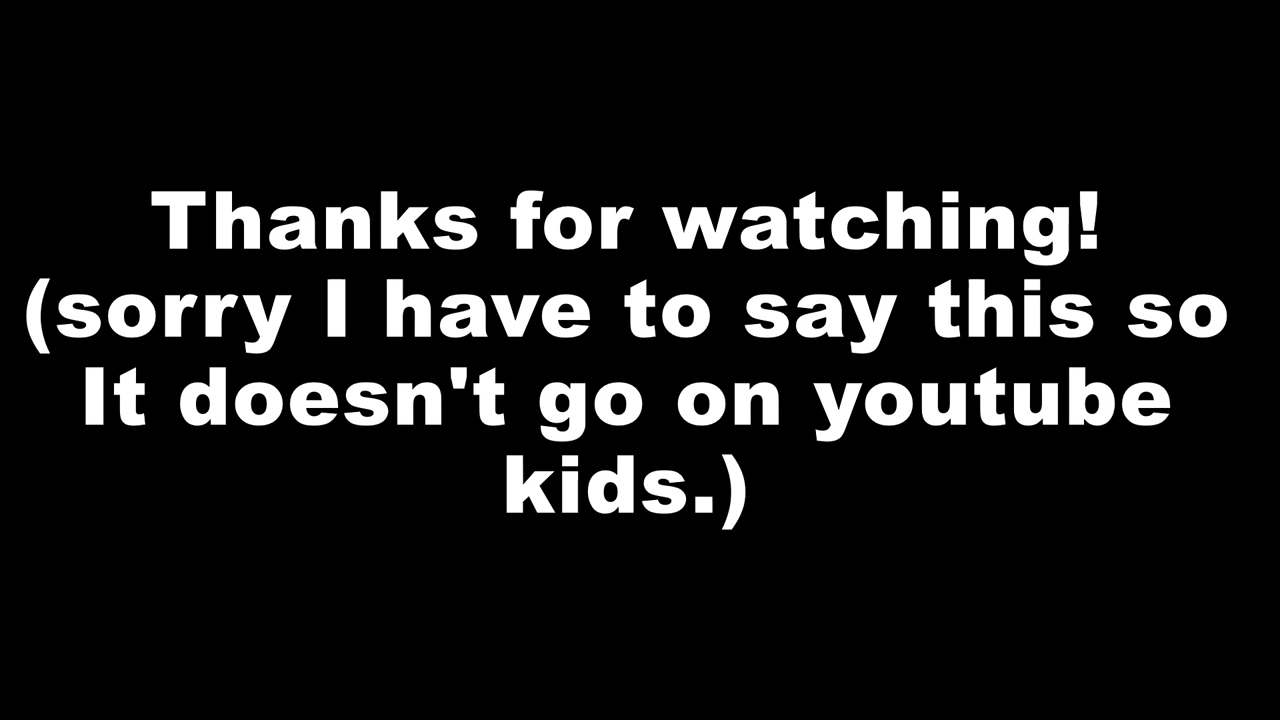 Thanks for watching!
(sorry I have to say this so
It doesn't go on youtube
kids.)